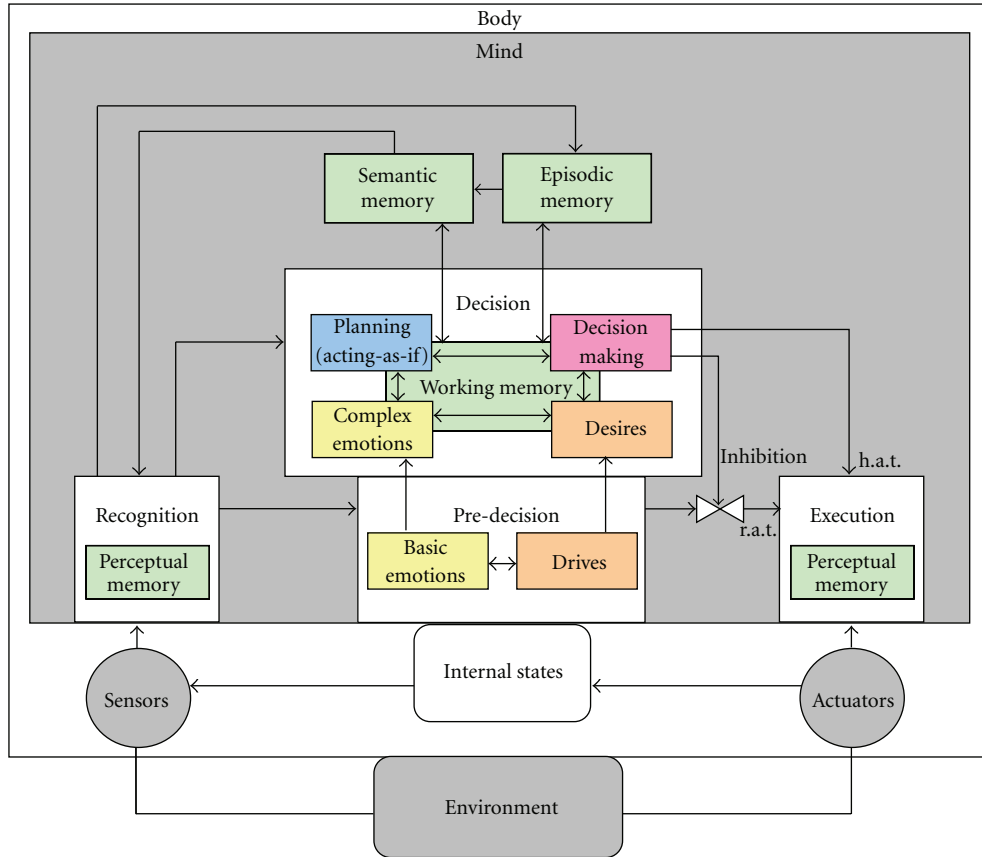 Body
Mind
Semantic
memory
Episodic
memory
Decision
Planning
(acting-as-if)
Decision
making
Working memory
Complex
emotions
Desires
Inhibition
h.a.t.
Recognition
Pre-decision
r.a.t.
Execution
Perceptual
memory
Basic
emotions
Drives
Perceptual
memory
Internal states
Sensors
Actuators
Environment